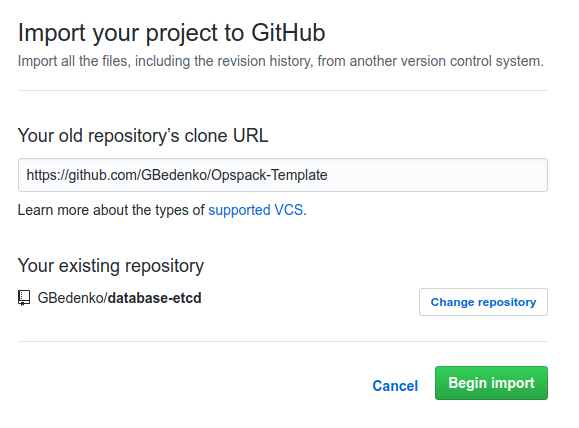 Import your project to GitHub
Import all the files, including the revision history, from another version control system.
Your old repository’s clone URL
https://github.com/GBedenko/Opspack-Template
Learn more about the types of supported VCS.
Your existing repository
GBedenko/database-etcd
Change repository
Cancel
Begin import